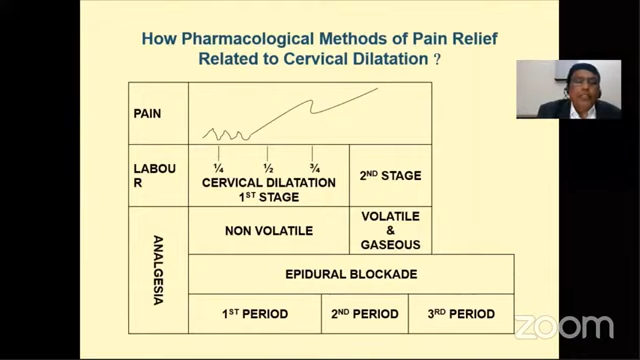 How Pharmacological Methods of Pain Relief
Related to Cervical Dilatation ?
PAIN
LABOU
R
¼ ½ ¾
CERVICAL DILATATION
1ST STAGE
2ND STAGE
ANALGESIA
NON VOLATILE
VOLATILE
&
GASEOUS
EPIDURAL BLOCKADE
1ST PERIOD
2ND PERIOD
3RD PERIOD
zoom